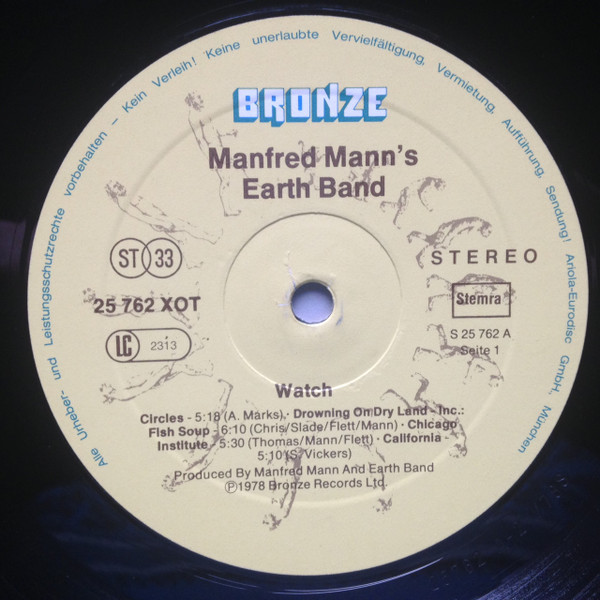 Alle Urheber- und Leistungsschutzrechte vorbehalten – Kein Verleih! Keine unerlaubte Vervielfältigung, Vermietung, Aufführung, Sendung! Ariola-Eurodisc GmbH, München
BRONZE
Manfred Mann's
Earth Band
ST 33
STEREO
25 762 XOT
Stemra
LC 2313
S 25 762 A
Seite 1
Watch
Circles - 5:18 (A. Marks) · Drowning On Dry Land - Inc.:
Fish Soup - 6:10 (Chris/Slade/Flett/Mann) · Chicago
Institute - 5:30 (Thomas/Mann/Flett) · California -
5:10 (S. Vickers)
Produced By Manfred Mann And Earth Band
℗1978 Bronze Records Ltd.